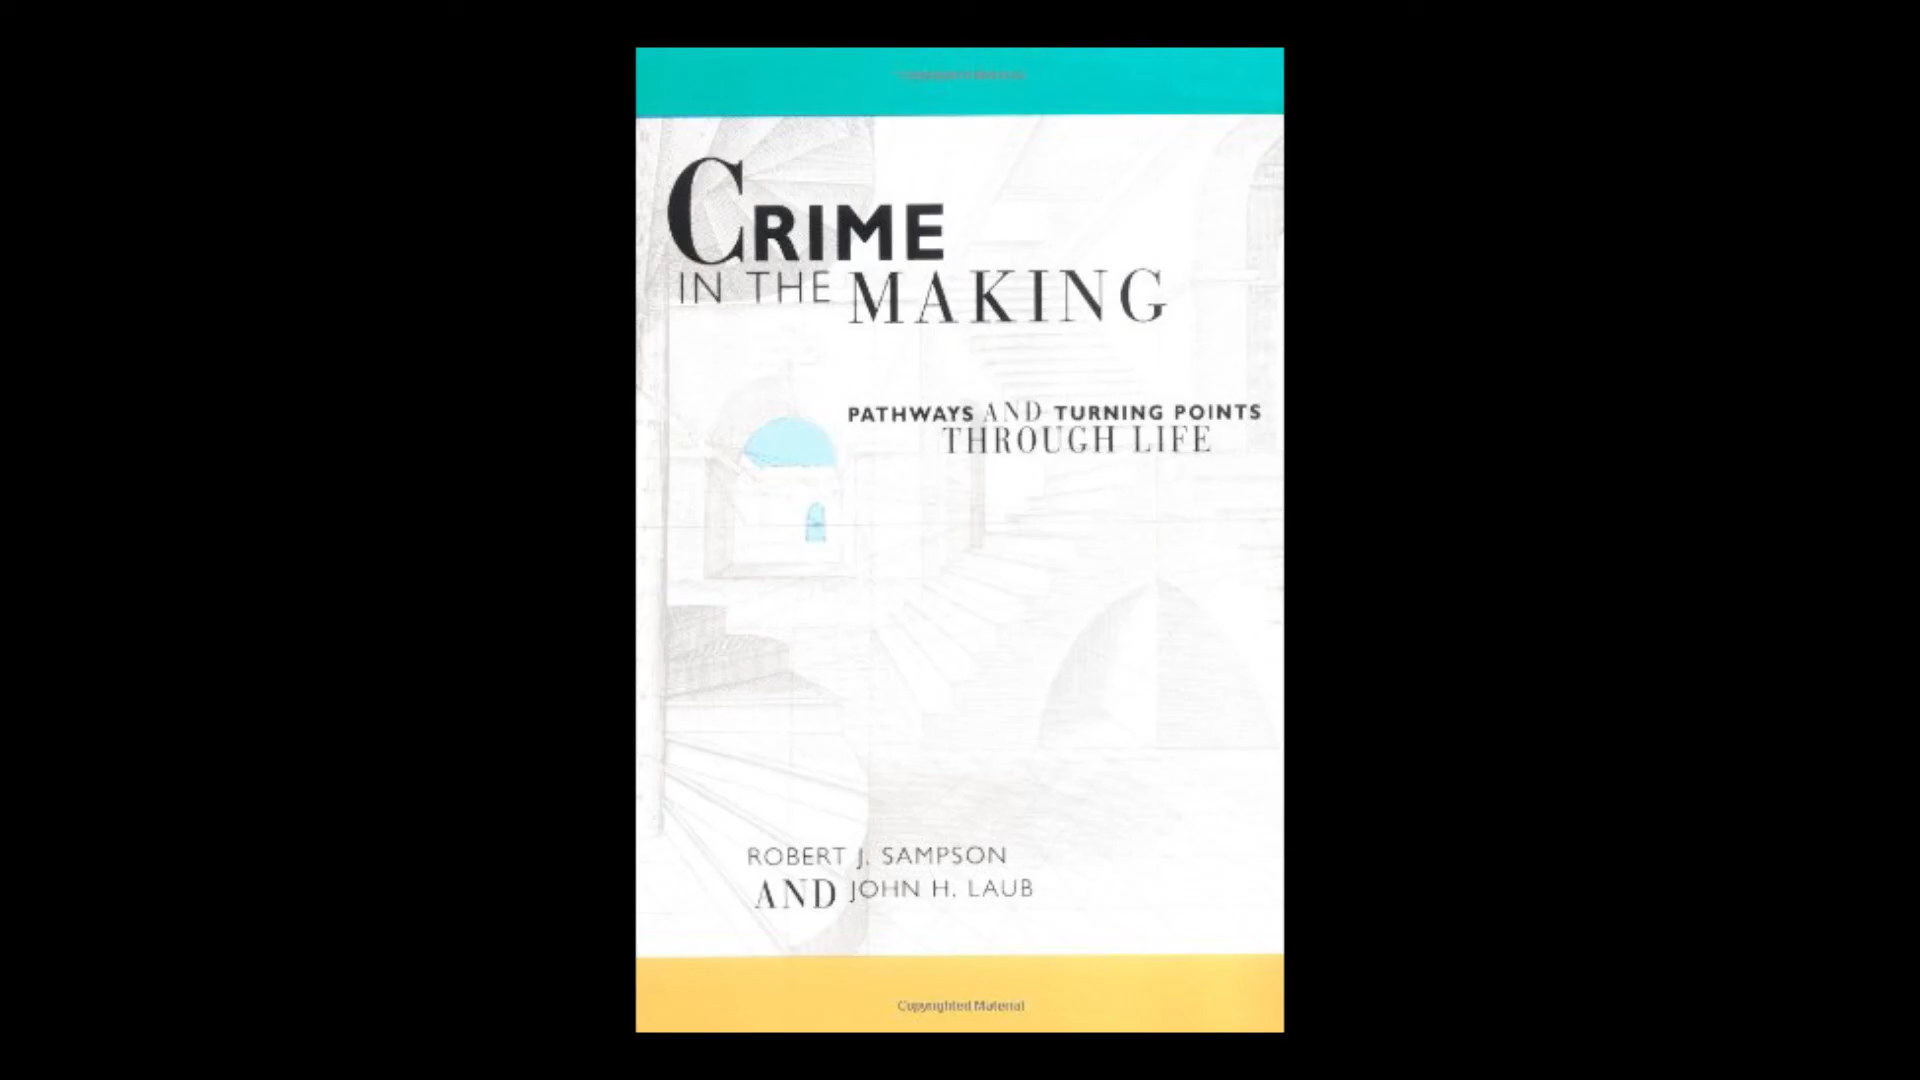 CRIME
IN THE MAKING
PATHWAYS AND TURNING POINTS
THROUGH LIFE
ROBERT J. SAMPSON
AND JOHN H. LAUB
Copyrighted Material